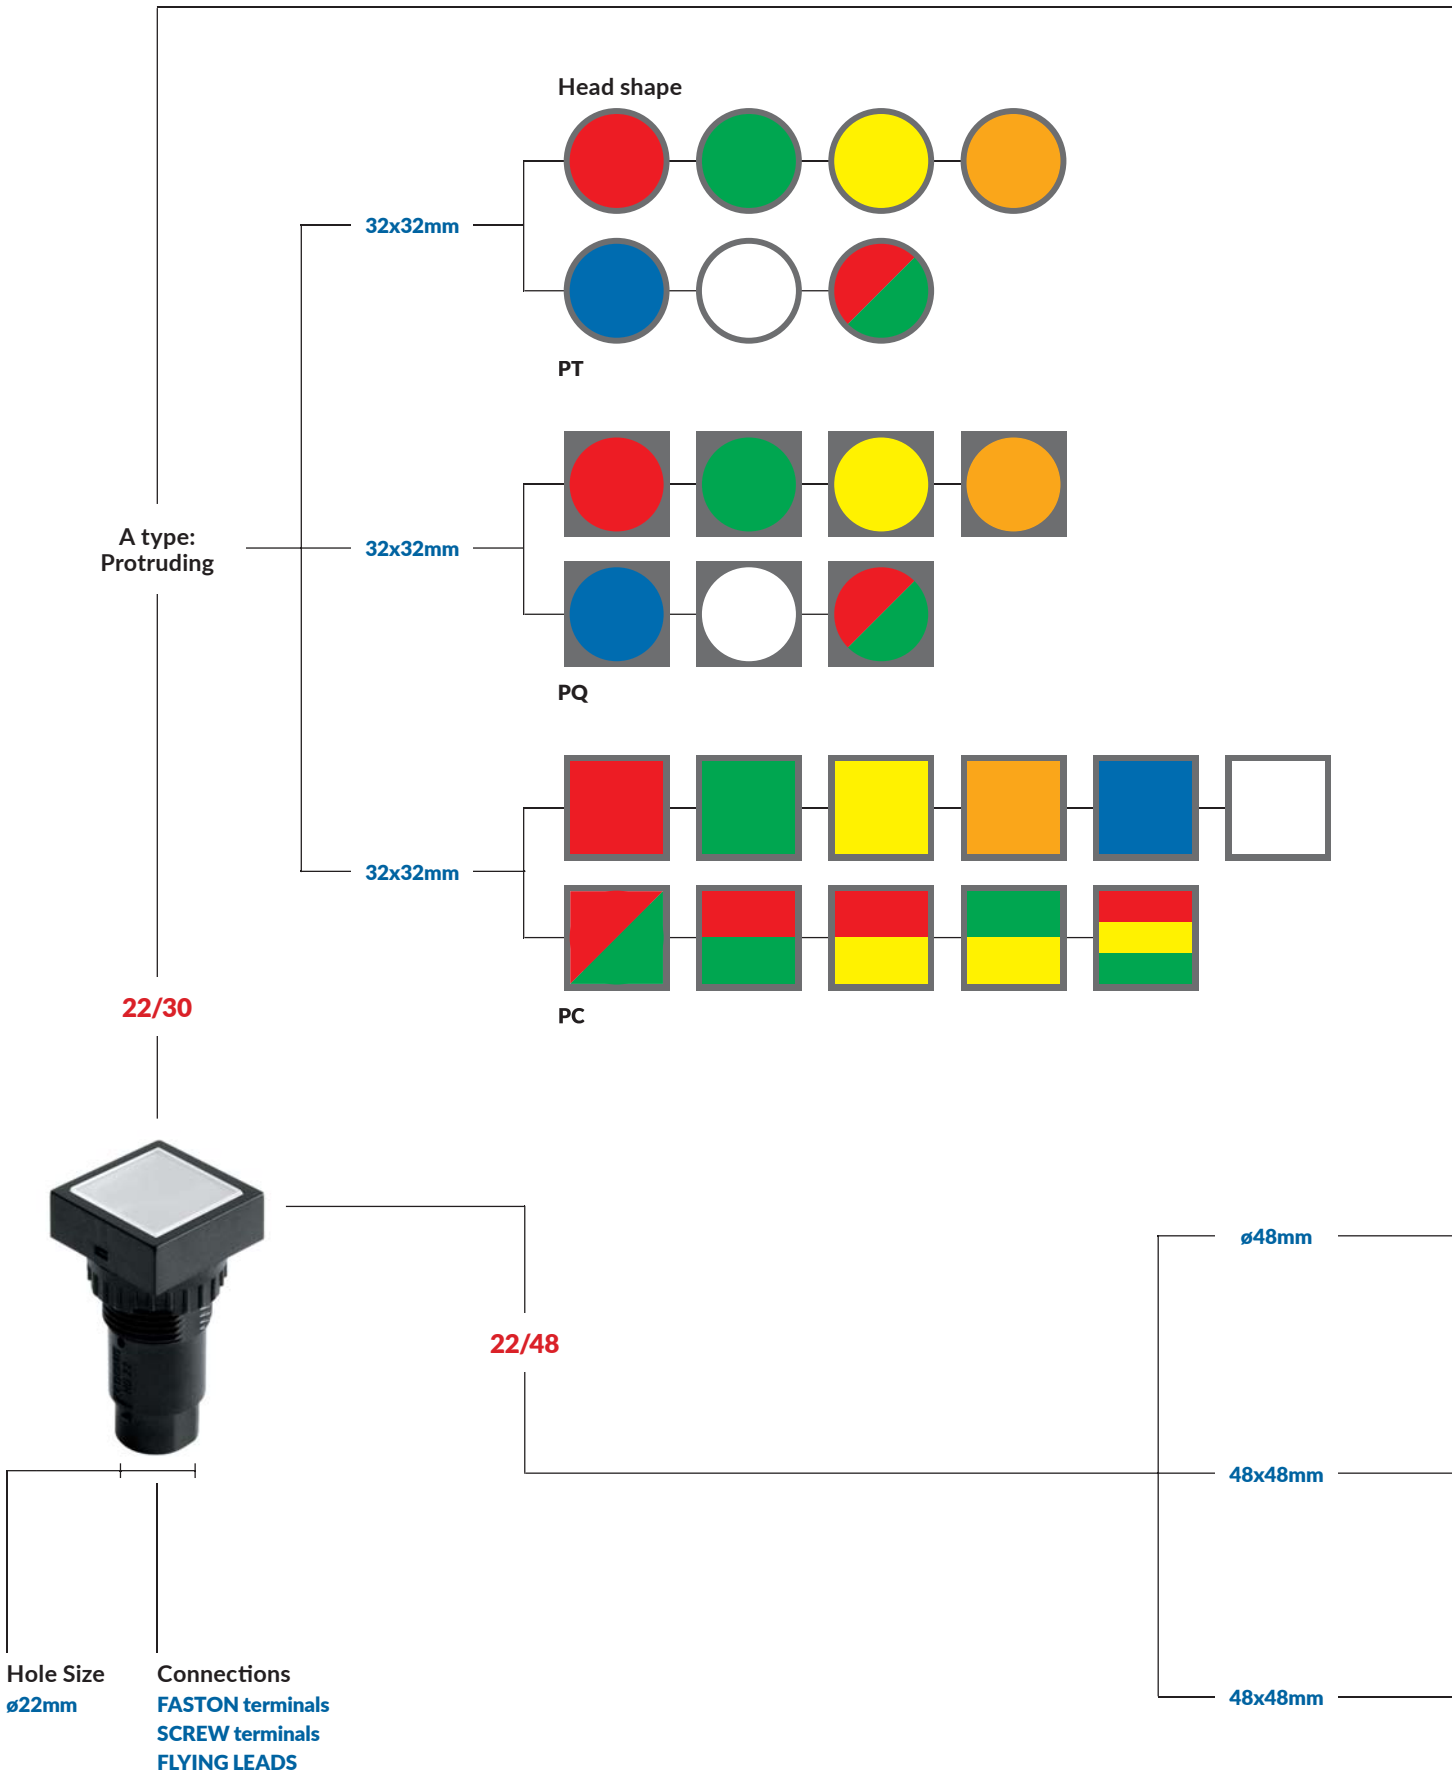 Head shape
32x32mm
PT
A type:
Protruding
32x32mm
PQ
32x32mm
PC
22/30
ø48mm
22/48
48x48mm
48x48mm
Hole Size
ø22mm
Connections
FASTON terminals
SCREW terminals
FLYING LEADS